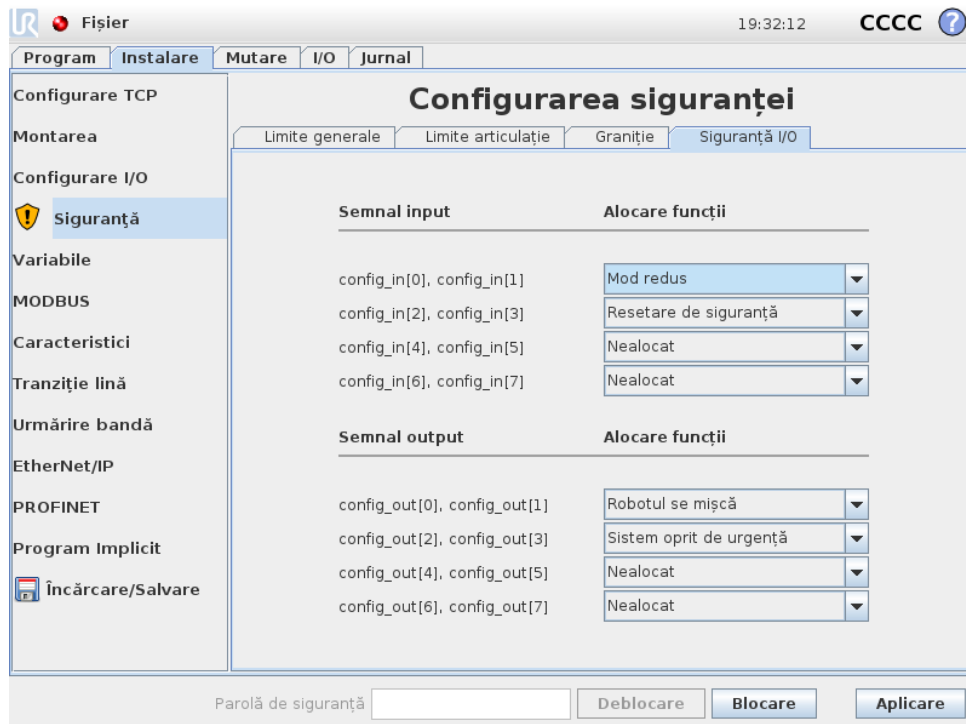 UR Fișier 19:32:12 CCCC ?
Program Instalare Mutare I/O Jurnal
Configurare TCP
Montarea
Configurare I/O
Siguranță
Variabile
MODBUS
Caracteristici
Tranziție lină
Urmărire bandă
EtherNet/IP
PROFINET
Program Implicit
Încărcare/Salvare
Configurarea siguranței
Limite generale Limite articulație Graniție Siguranță I/O
Semnal input Alocare funcții
config_in[0], config_in[1] Mod redus
config_in[2], config_in[3] Resetare de siguranță
config_in[4], config_in[5] Nealocat
config_in[6], config_in[7] Nealocat
Semnal output Alocare funcții
config_out[0], config_out[1] Robotul se mișcă
config_out[2], config_out[3] Sistem oprit de urgență
config_out[4], config_out[5] Nealocat
config_out[6], config_out[7] Nealocat
Parolă de siguranță Deblocare Blocare Aplicare